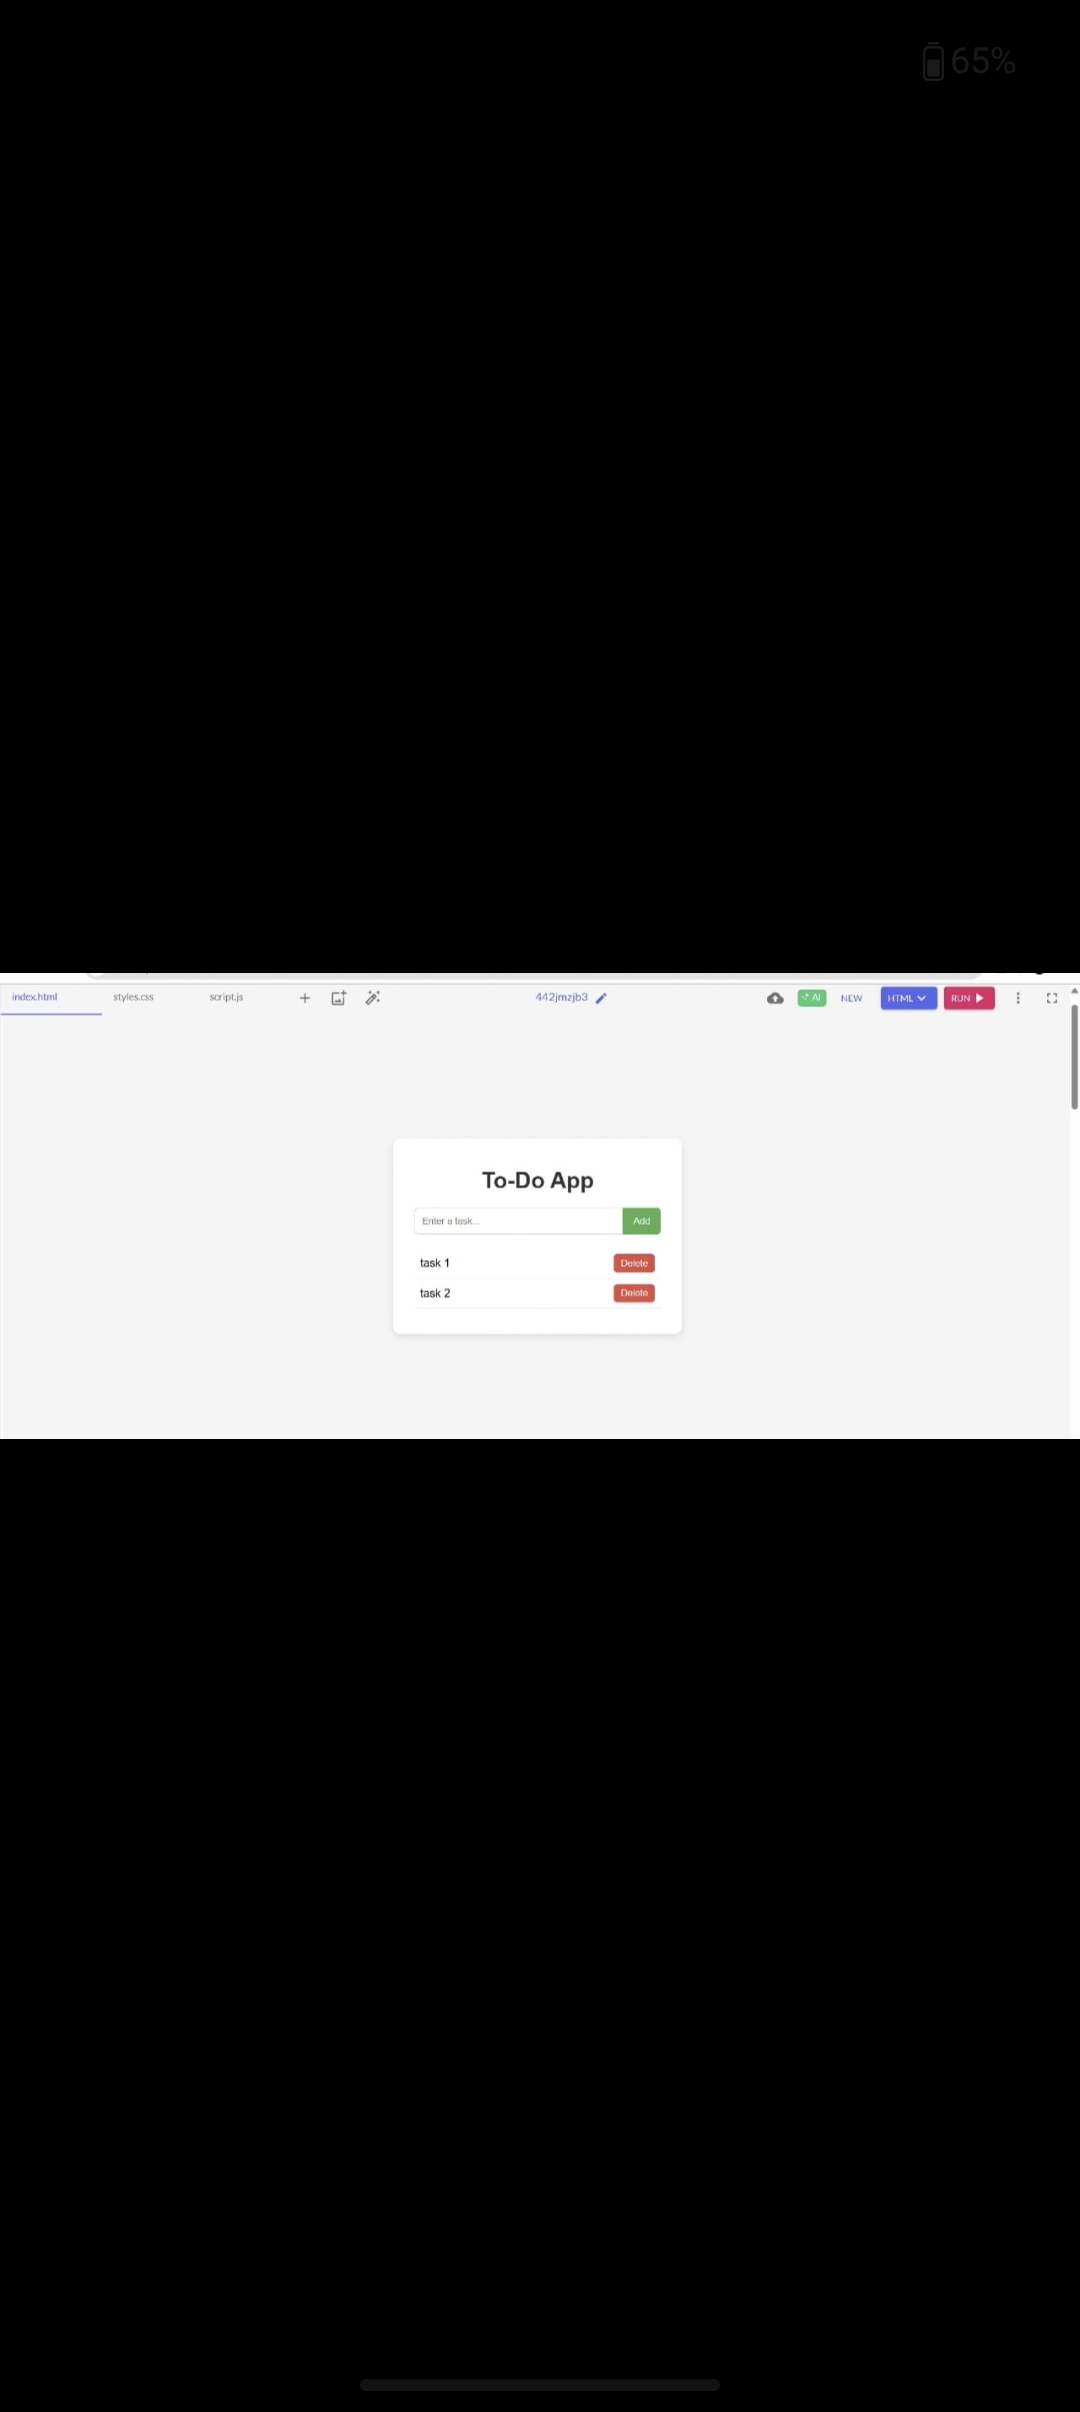 65%
index.html styles.css script.js 442jmzjb3 AI NEW HTML RUN
To-Do App
Enter a task... Add
task 1 Delete
task 2 Delete